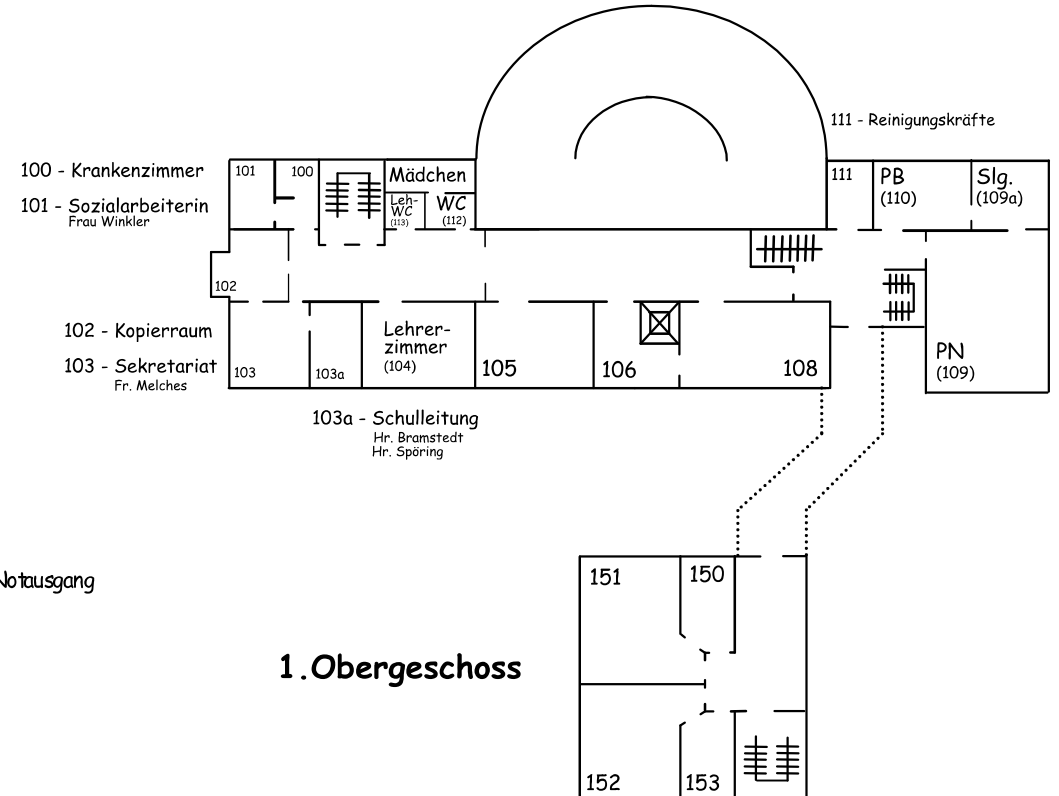 111 - Reinigungskräfte
100 - Krankenzimmer
101 - Sozialarbeiterin
Frau Winkler
101
100
Mädchen
Leh-
WC
(113)
WC
(112)
111
PB
(110)
Slg.
(109a)
102
102 - Kopierraum
103 - Sekretariat
Fr. Melches
103
103a
Lehrer-
zimmer
(104)
105
106
108
PN
(109)
103a - Schulleitung
Hr. Bramstedt
Hr. Spöring
Notausgang
151
150
1.Obergeschoss
152
153